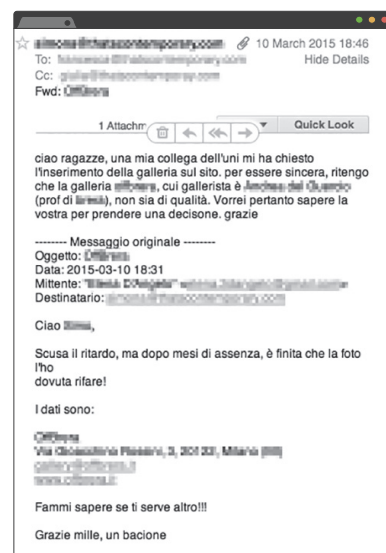 10 March 2015 18:46
To:
Hide Details
Cc:
Fwd:
1 Attachm
Quick Look
ciao ragazze, una mia collega dell'uni mi ha chiesto
l'inserimento della galleria sul sito. per essere sincera, ritengo
che la galleria , cui gallerista è
(prof di ), non sia di qualità. Vorrei pertanto sapere la
vostra per prendere una decisone. grazie
-------- Messaggio originale --------
Oggetto:
Data: 2015-03-10 18:31
Mittente:
Destinatario:
Ciao ,
Scusa il ritardo, ma dopo mesi di assenza, è finita che la foto
l'ho
dovuta rifare!
I dati sono:
Fammi sapere se ti serve altro!!!
Grazie mille, un bacione